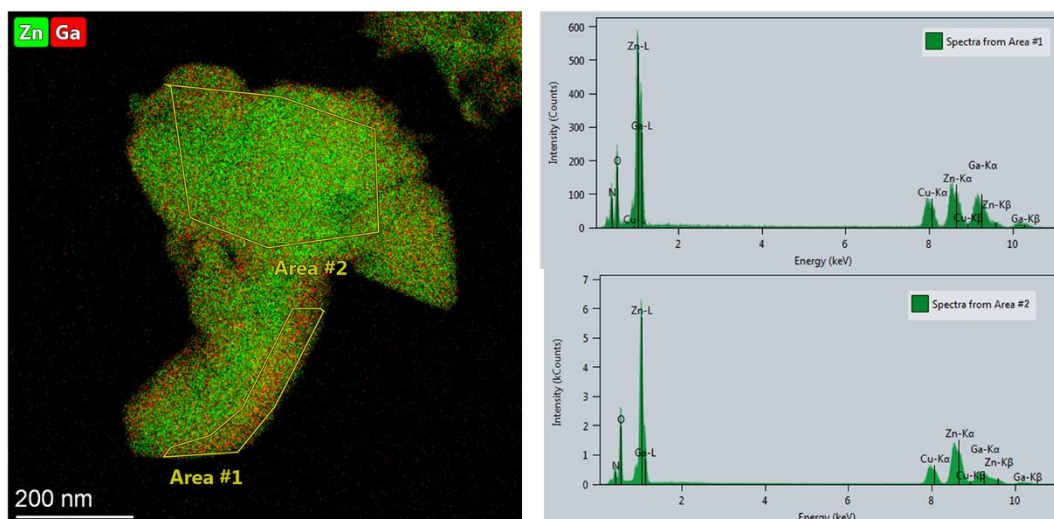 Zn Ga
Area #2
Area #1
200 nm
Spectra from Area #1
600
500
400
300
200
100
0
Intensity (Counts)
Zn-L
Ga-L
O
N
Cu-L
Cu-Kα
Zn-Kα
Ga-Kα
Cu-Kβ
Zn-Kβ
Ga-Kβ
2 4 6 8 10
Energy (keV)
Spectra from Area #2
7
6
5
4
3
2
1
0
Intensity (kCounts)
Zn-L
O
N
Ga-L
Cu-Kα
Zn-Kα
Ga-Kα
Cu-Kβ
Zn-Kβ
Ga-Kβ
2 4 6 8 10
Energy (keV)